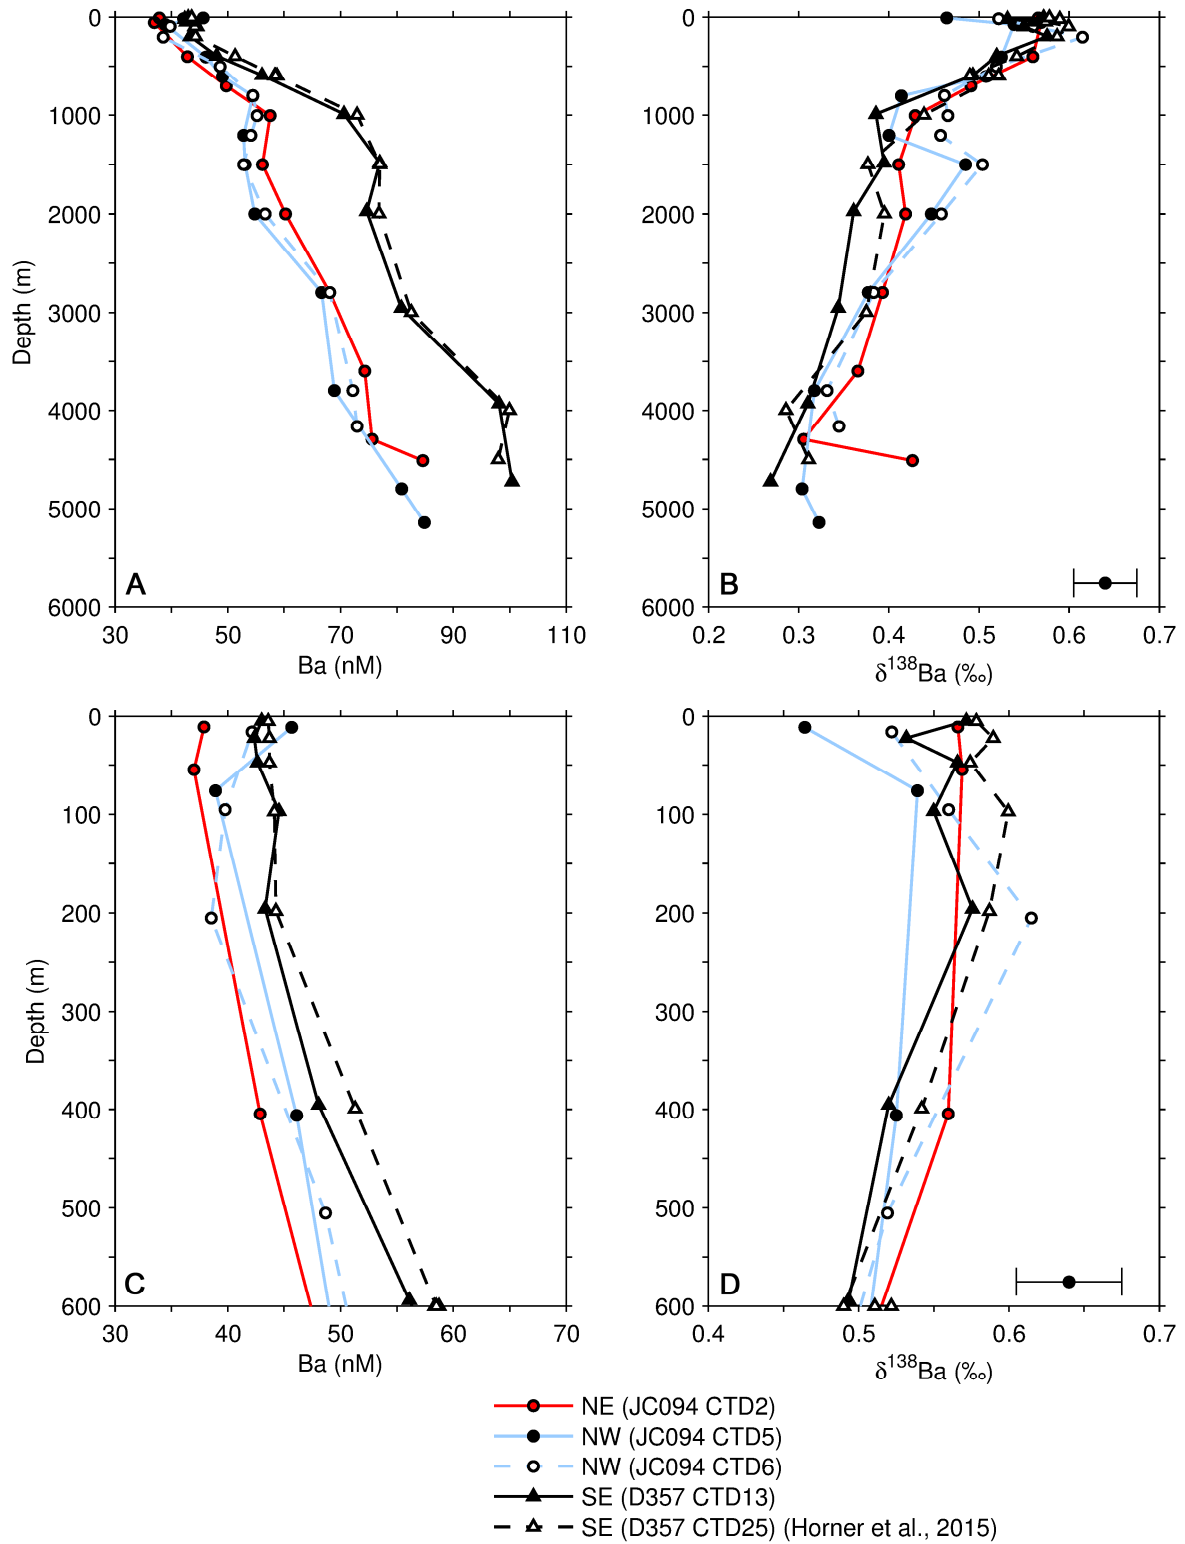 0
1000
2000
3000
4000
5000
6000
Depth (m)
A
30 50 70 90 110
Ba (nM)
0
1000
2000
3000
4000
5000
6000
B
0.2 0.3 0.4 0.5 0.6 0.7
δ¹³⁸Ba (‰)
0
100
200
300
400
500
600
Depth (m)
C
30 40 50 60 70
Ba (nM)
0
100
200
300
400
500
600
D
0.4 0.5 0.6 0.7
δ¹³⁸Ba (‰)
NE (JC094 CTD2)
NW (JC094 CTD5)
NW (JC094 CTD6)
SE (D357 CTD13)
SE (D357 CTD25) (Horner et al., 2015)